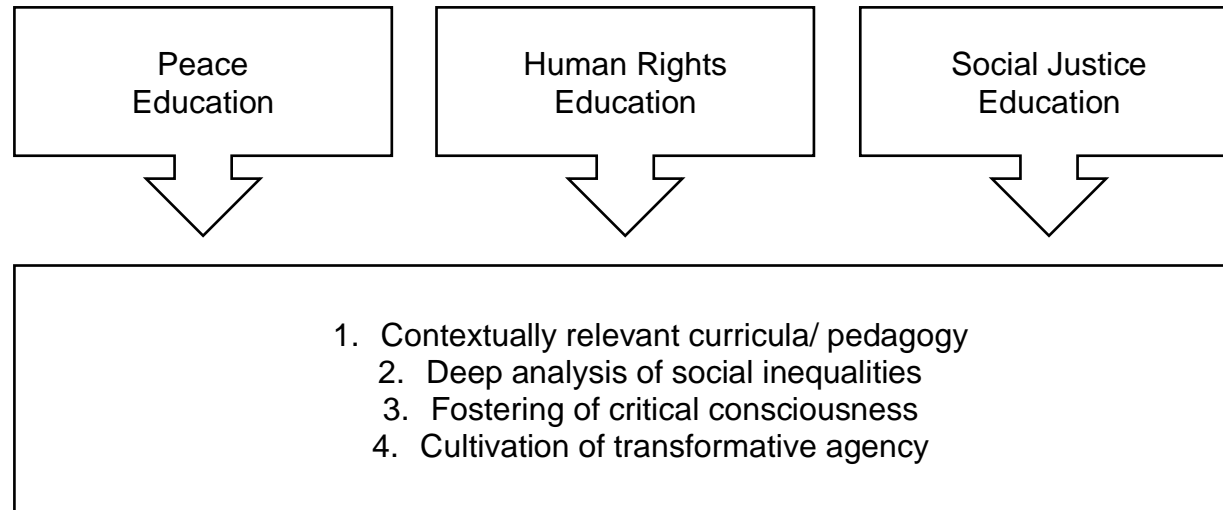 Peace
Education
Human Rights
Education
Social Justice
Education
1. Contextually relevant curricula/ pedagogy
2. Deep analysis of social inequalities
3. Fostering of critical consciousness
4. Cultivation of transformative agency